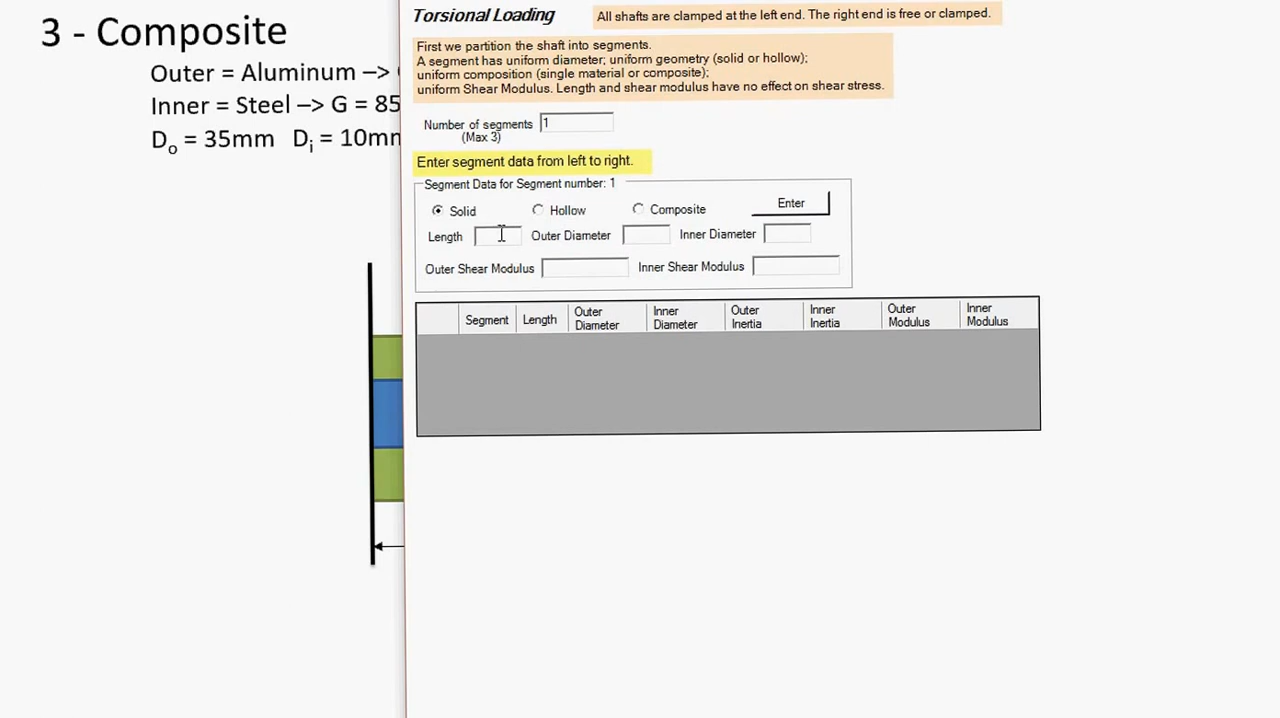 3 - Composite
Outer = Aluminum –>
Inner = Steel –> G = 85
Do = 35mm Di = 10mm
Torsional Loading
All shafts are clamped at the left end. The right end is free or clamped.
First we partition the shaft into segments.
A segment has uniform diameter; uniform geometry (solid or hollow);
uniform composition (single material or composite);
uniform Shear Modulus. Length and shear modulus have no effect on shear stress.
Number of segments 1
(Max 3)
Enter segment data from left to right.
Segment Data for Segment number: 1
Solid Hollow Composite Enter
Length Outer Diameter Inner Diameter
Outer Shear Modulus Inner Shear Modulus
Segment Length Outer Diameter Inner Diameter Outer Inertia Inner Inertia Outer Modulus Inner Modulus